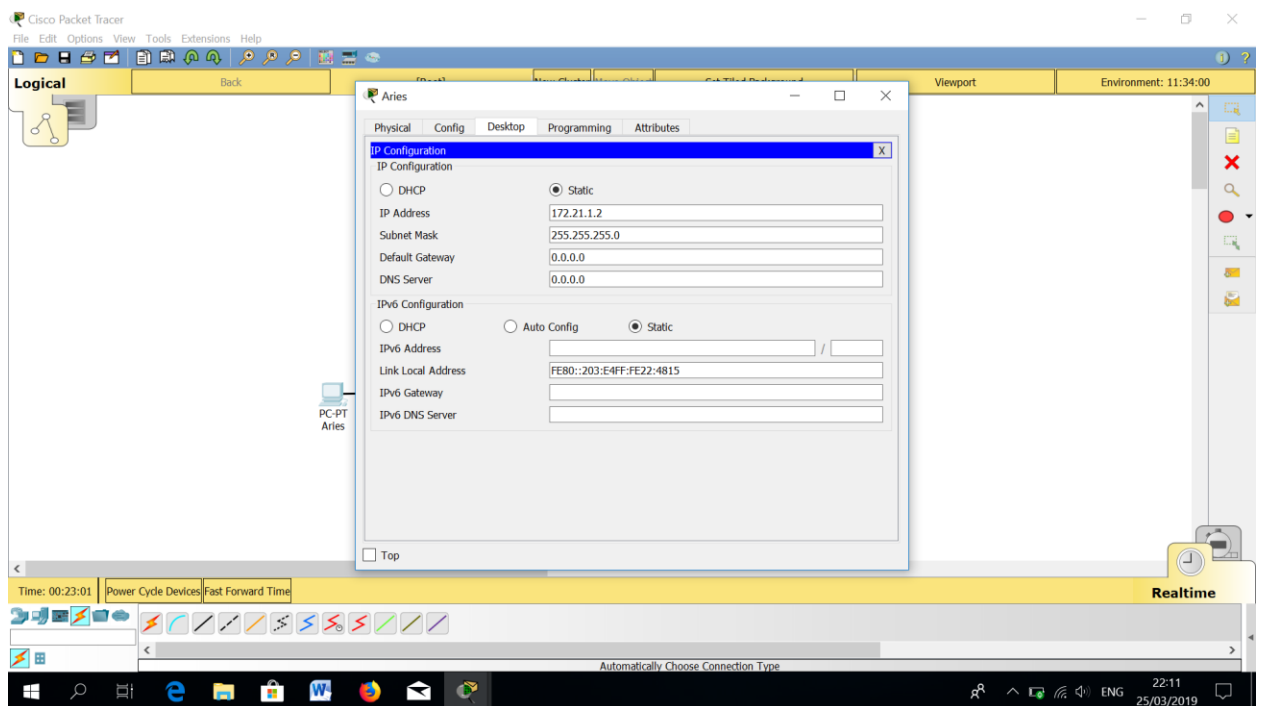 Cisco Packet Tracer
File Edit Options View Tools Extensions Help
Logical Back Viewport Environment: 11:34:00
Aries
Physical Config Desktop Programming Attributes
IP Configuration X
IP Configuration
DHCP Static
IP Address 172.21.1.2
Subnet Mask 255.255.255.0
Default Gateway 0.0.0.0
DNS Server 0.0.0.0
IPv6 Configuration
DHCP Auto Config Static
IPv6 Address /
Link Local Address FE80::203:E4FF:FE22:4815
IPv6 Gateway
IPv6 DNS Server
PC-PT
Aries
Top
Time: 00:23:01 Power Cycle Devices Fast Forward Time Realtime
Automatically Choose Connection Type
ENG 22:11
25/03/2019